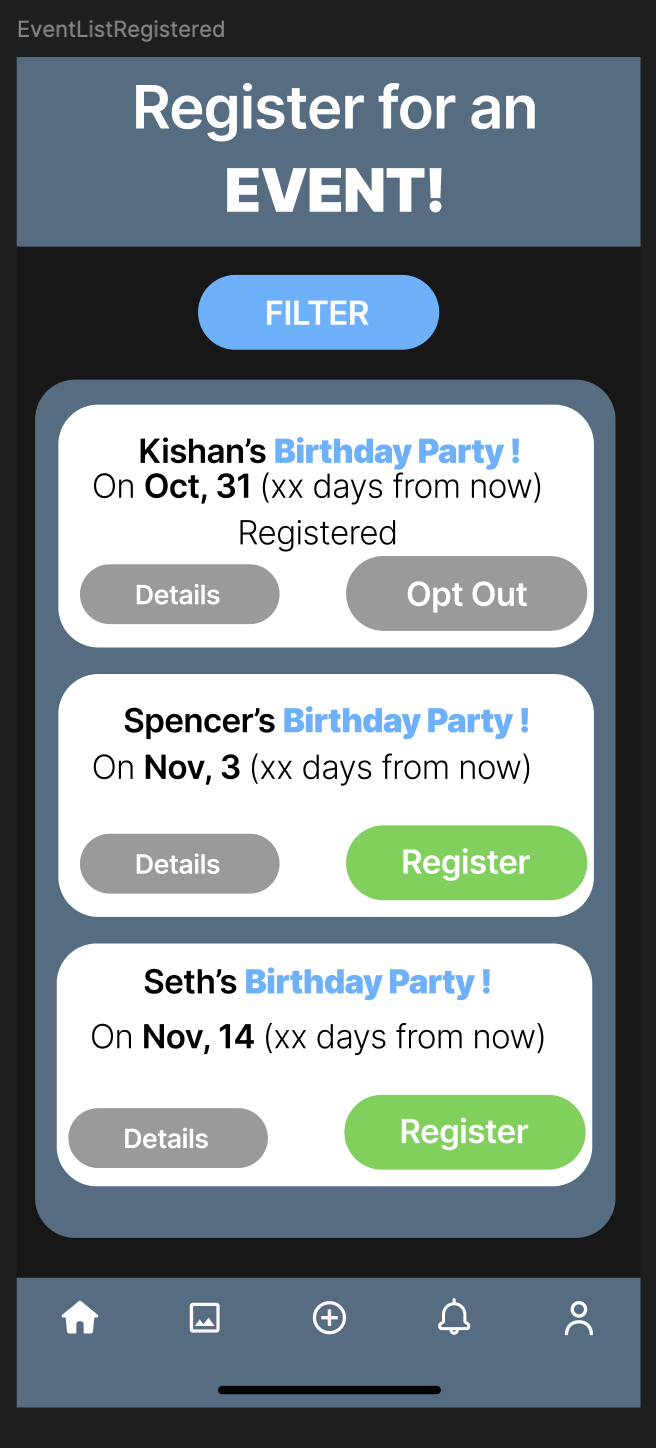 EventListRegistered
Register for an
EVENT!
FILTER
Kishan’s Birthday Party !
On Oct, 31 (xx days from now)
Registered
Details
Opt Out
Spencer’s Birthday Party !
On Nov, 3 (xx days from now)
Details
Register
Seth’s Birthday Party !
On Nov, 14 (xx days from now)
Details
Register